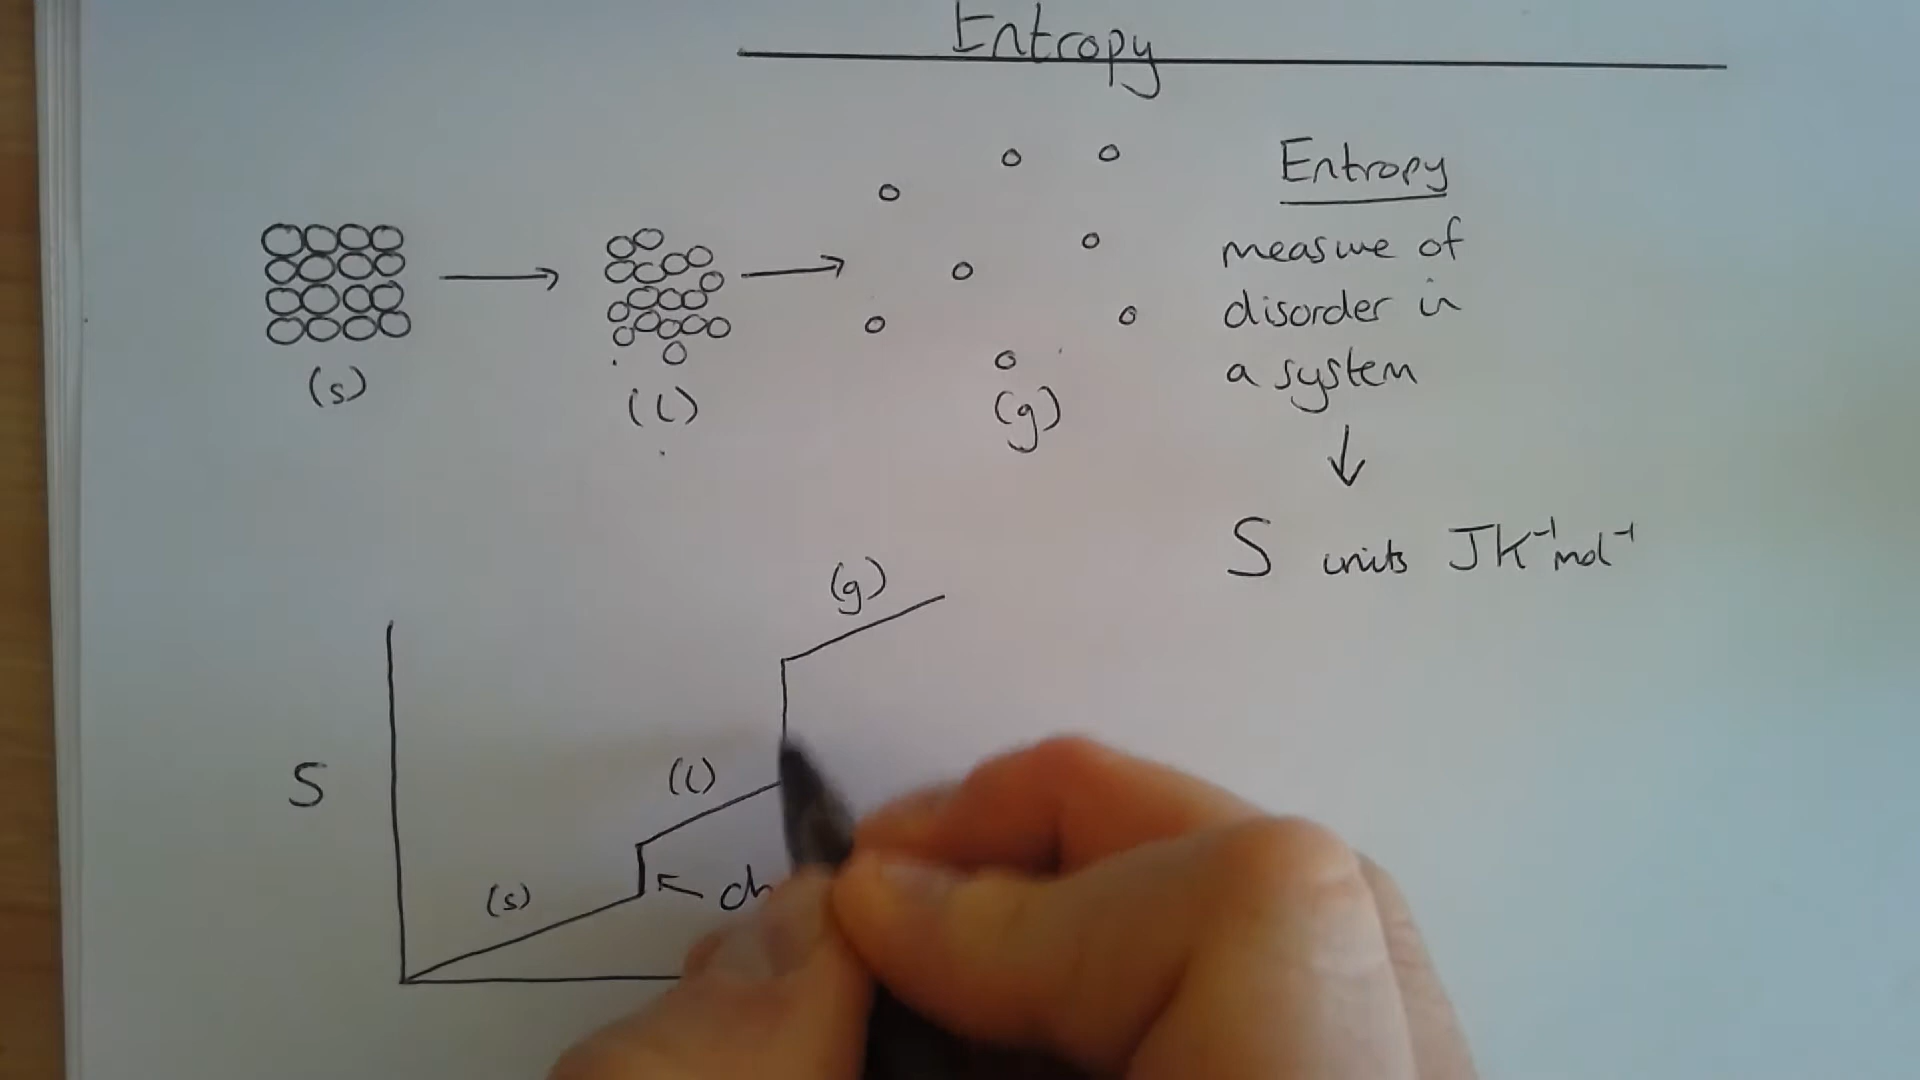 Entropy
Entropy
measure of
disorder in
a system
(s)
(l)
(g)
S units JK⁻¹mol⁻¹
(g)
(l)
S
(s)